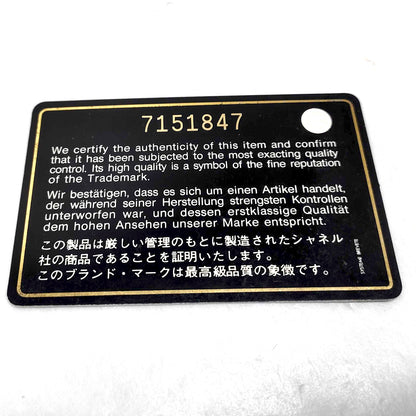 7151847
We certify the authenticity of this item and confirm
that it has been subjected to the most exacting quality
control. Its high quality is a symbol of the fine reputation
of the Trademark.
Wir bestätigen, dass es sich um einen Artikel handelt,
der während seiner Herstellung strengsten Kontrollen
unterworfen war, und dessen erstklassige Qualität
dem hohen Ansehen unserer Marke entspricht.
この製品は厳しい管理のもとに製造されたシャネル
社の商品であることを証明いたします。
このブランド・マークは最高級品質の象徴です。